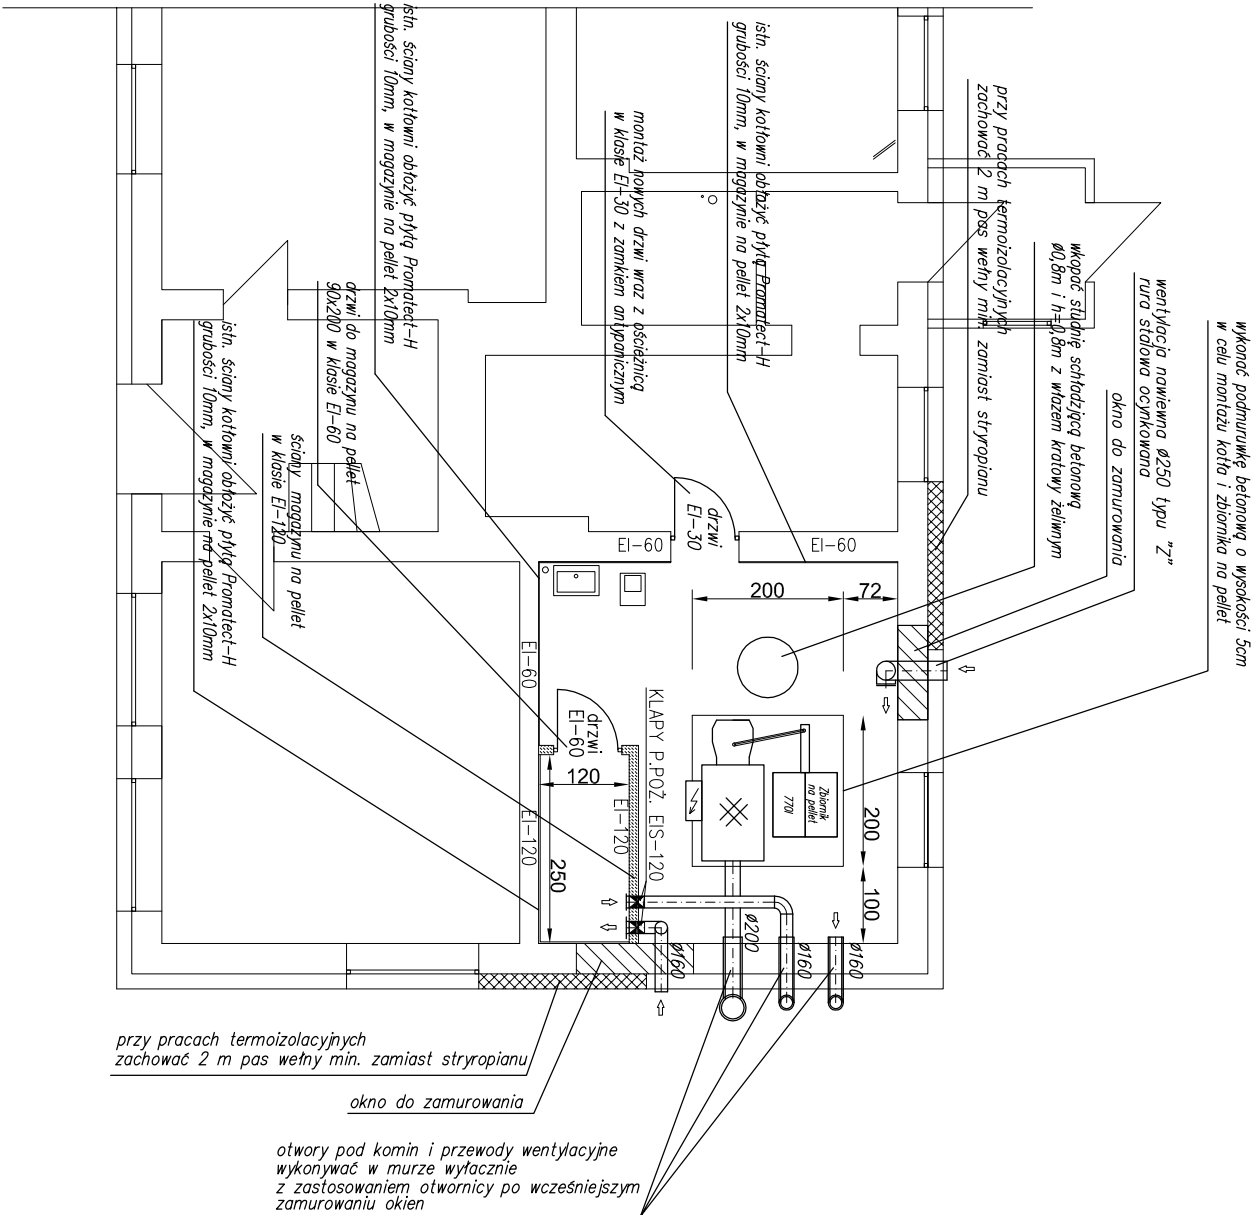 istn. ściany kotłowni obłożyć płytą Promatect-H
grubości 10mm, w magazynie na pellet 2x10mm
istn. ściany kotłowni obłożyć płytą Promatect-H
grubości 10mm, w magazynie na pellet 2x10mm
montaż nowych drzwi wraz z ościeżnicą
w klasie EI-30 z zamkiem antypanicznym
przy pracach termoizolacyjnych
zachować 2 m pas wełny min. zamiast stryropianu
wkopać studnię schładzjącą betonową
Ø0,8m i h=0,8m z włazem kratowy żeliwnym
wentylacja nawiewna Ø250 typu "Z"
rura stalowa ocynkowana
okno do zamurowania
wykonać podmuruwkę betonową o wysokości 5cm
w celu montażu kotła i zbiornika na pellet
drzwi do magazynu na pellet
90x200 w klasie EI-60
istn. ściany kotłowni obłożyć płytą Promatect-H
grubości 10mm, w magazynie na pellet 2x10mm
ściany magazynu na pellet
w klasie EI-120
drzwi
EI-30
EI-60
EI-60
200
72
EI-60
drzwi
EI-60
KLAPY P.POŻ. EIS-120
120
EI-120
EI-120
250
Zbiornik
na pellet
770l
200
100
Ø200
Ø160
Ø160
Ø160
przy pracach termoizolacyjnych
zachować 2 m pas wełny min. zamiast stryropianu
okno do zamurowania
otwory pod komin i przewody wentylacyjne
wykonywać w murze wyłacznie
z zastosowaniem otwornicy po wcześniejszym
zamurowaniu okien